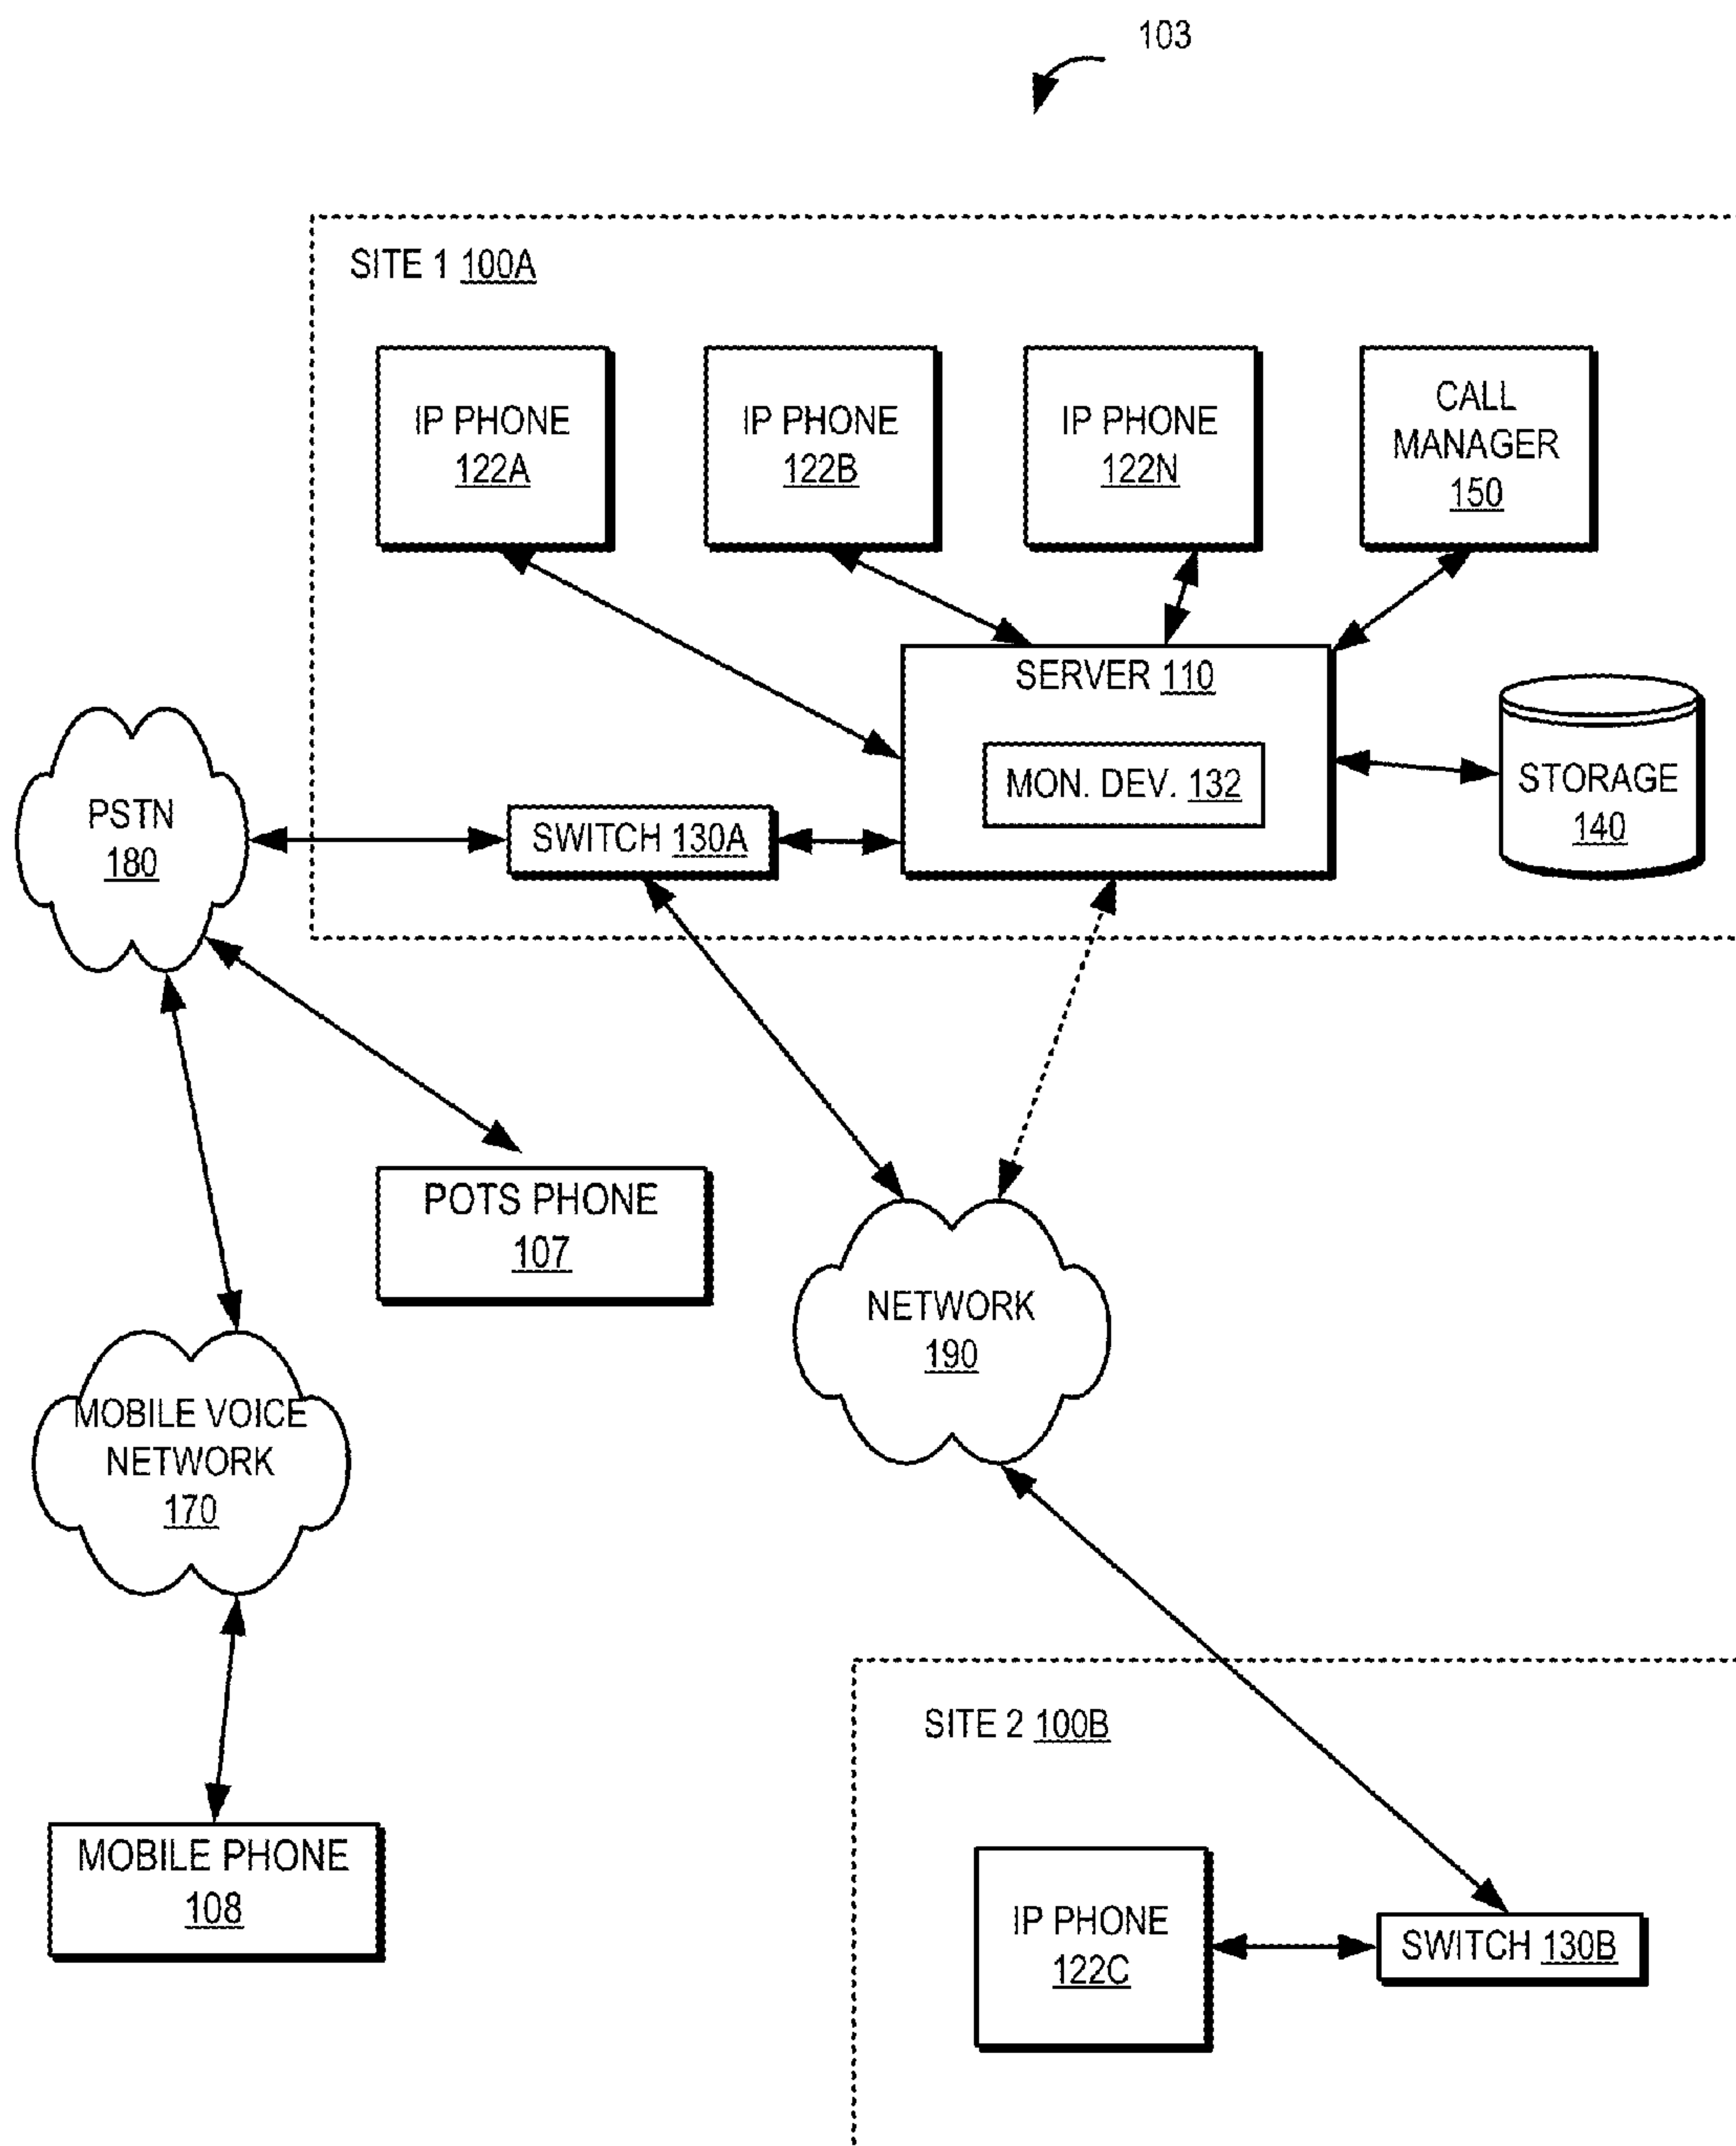 103
SITE 1 100A
IP PHONE
122A
IP PHONE
122B
IP PHONE
122N
CALL
MANAGER
150
SERVER 110
MON. DEV. 132
STORAGE
140
PSTN
180
SWITCH 130A
POTS PHONE
107
NETWORK
190
MOBILE VOICE
NETWORK
170
SITE 2 100B
MOBILE PHONE
108
IP PHONE
122C
SWITCH 130B